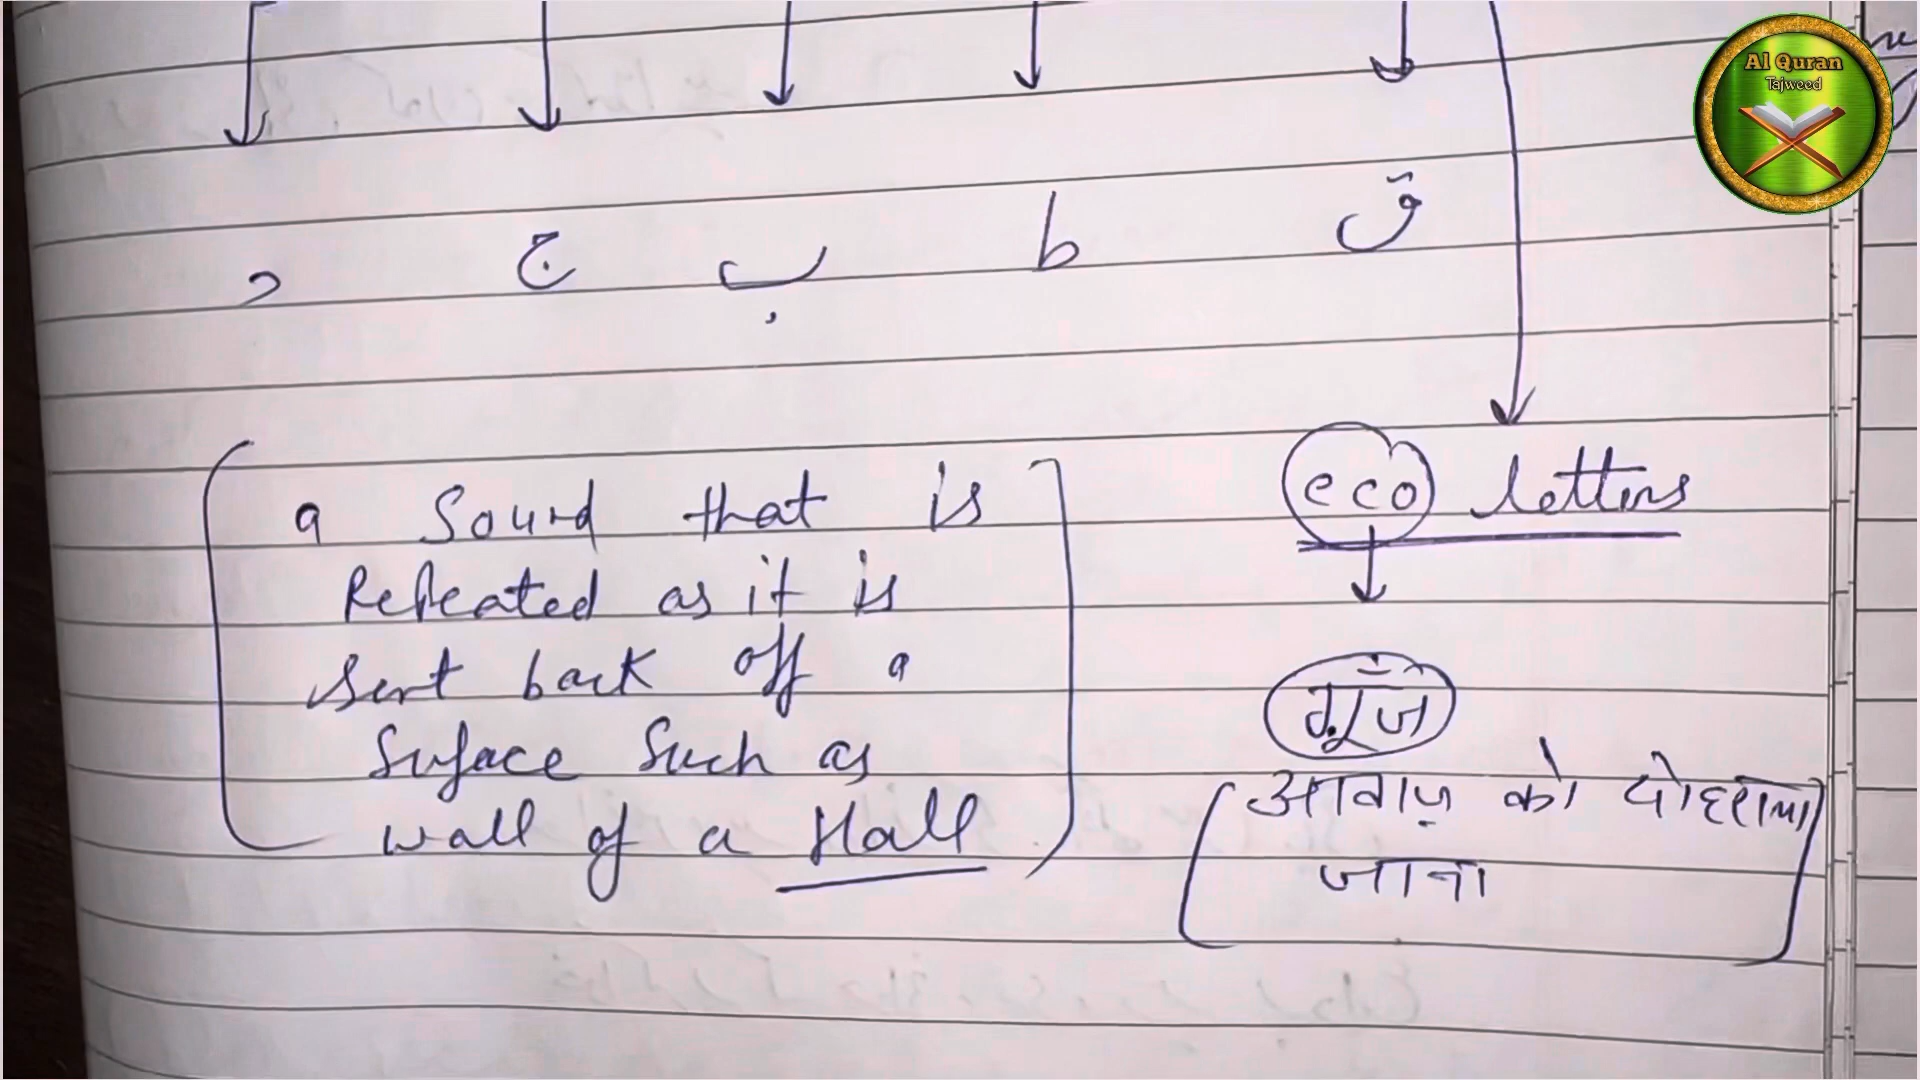 Al Quran
Tajweed
ق ط ب ج د
eco letters
a Sound that is
Repeated as it is
sent back off a
Suface Such as
wall of a Hall
गूँज
आवाज़ को दोहराया
जाना